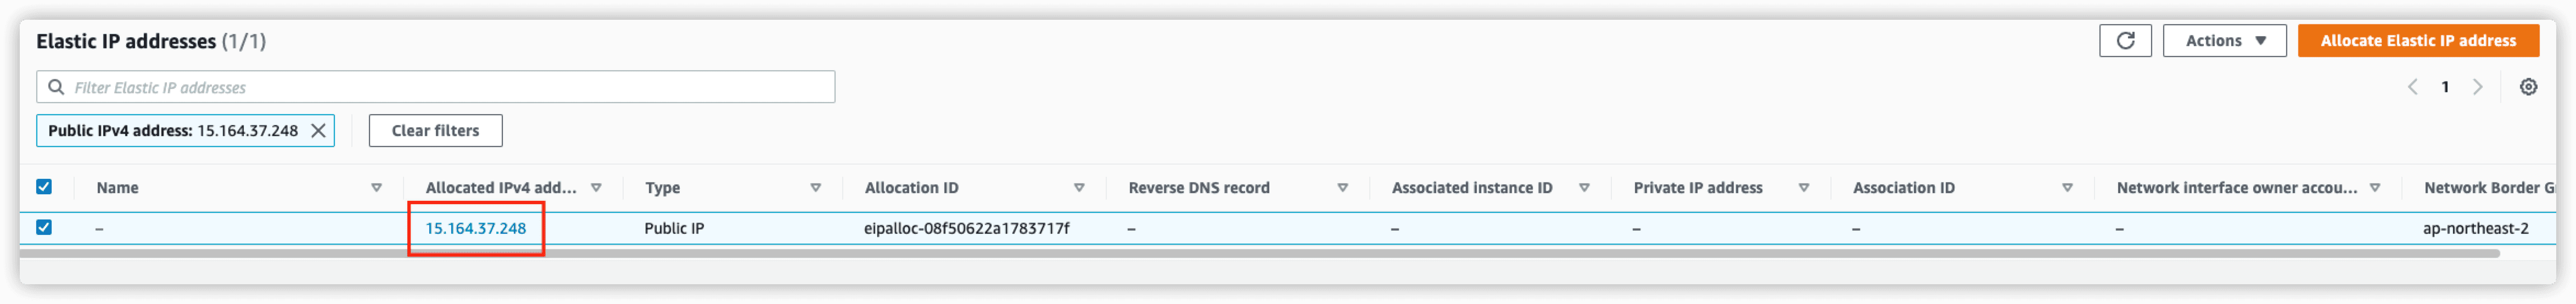 Elastic IP addresses (1/1)
Actions
Allocate Elastic IP address
Filter Elastic IP addresses
1
Public IPv4 address: 15.164.37.248
Clear filters
Name Allocated IPv4 add... Type Allocation ID Reverse DNS record Associated instance ID Private IP address Association ID Network interface owner accou... Network Border G
– 15.164.37.248 Public IP eipalloc-08f50622a1783717f – – – – – ap-northeast-2